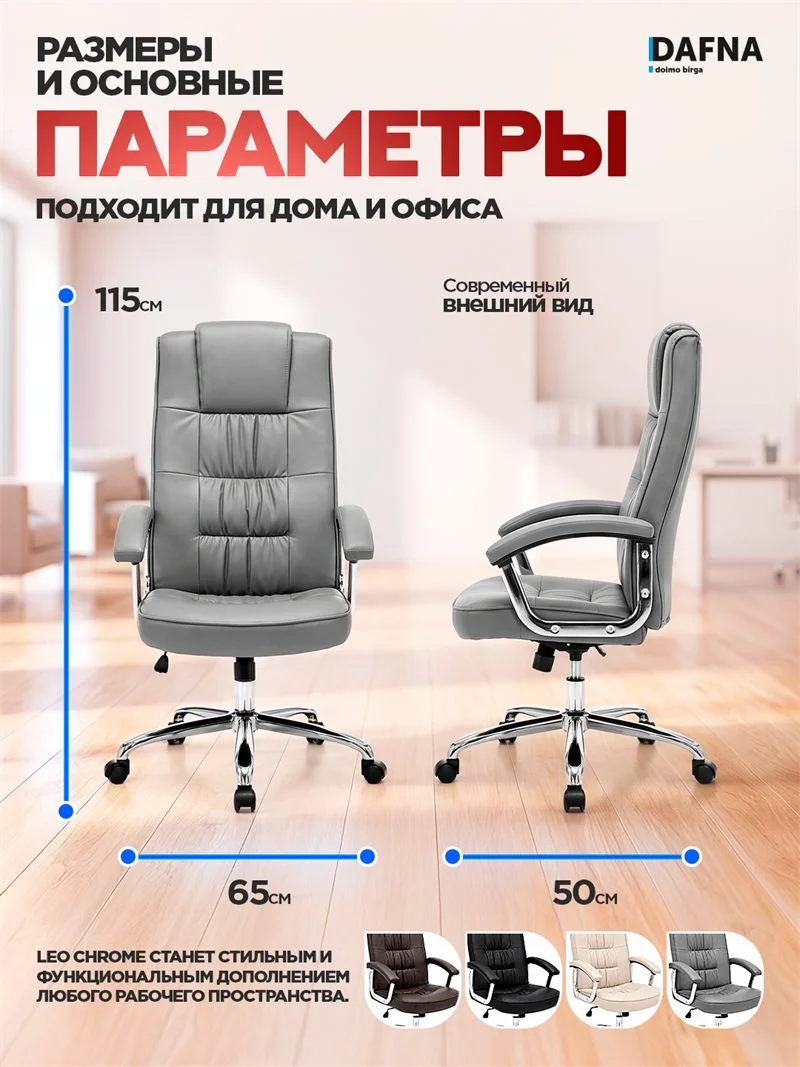 РАЗМЕРЫ
И ОСНОВНЫЕ
ПАРАМЕТРЫ
ПОДХОДИТ ДЛЯ ДОМА И ОФИСА
DAFNA
doimo birga
115СМ
Современный
ВНЕШНИЙ ВИД
65СМ
50СМ
LEO CHROME СТАНЕТ СТИЛЬНЫМ И
ФУНКЦИОНАЛЬНЫМ ДОПОЛНЕНИЕМ
ЛЮБОГО РАБОЧЕГО ПРОСТРАНСТВА.